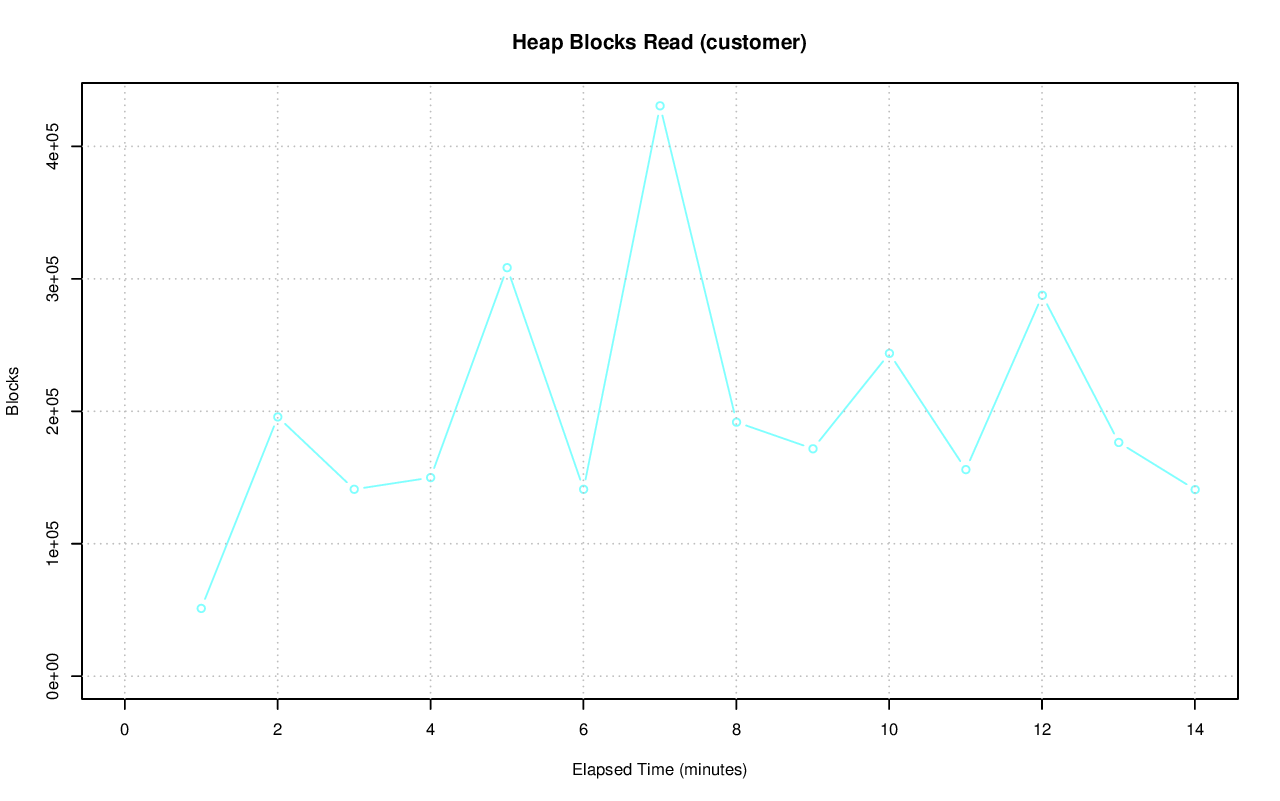 Heap Blocks Read (customer)
Blocks
4e+05
3e+05
2e+05
1e+05
0e+00
0 2 4 6 8 10 12 14
Elapsed Time (minutes)